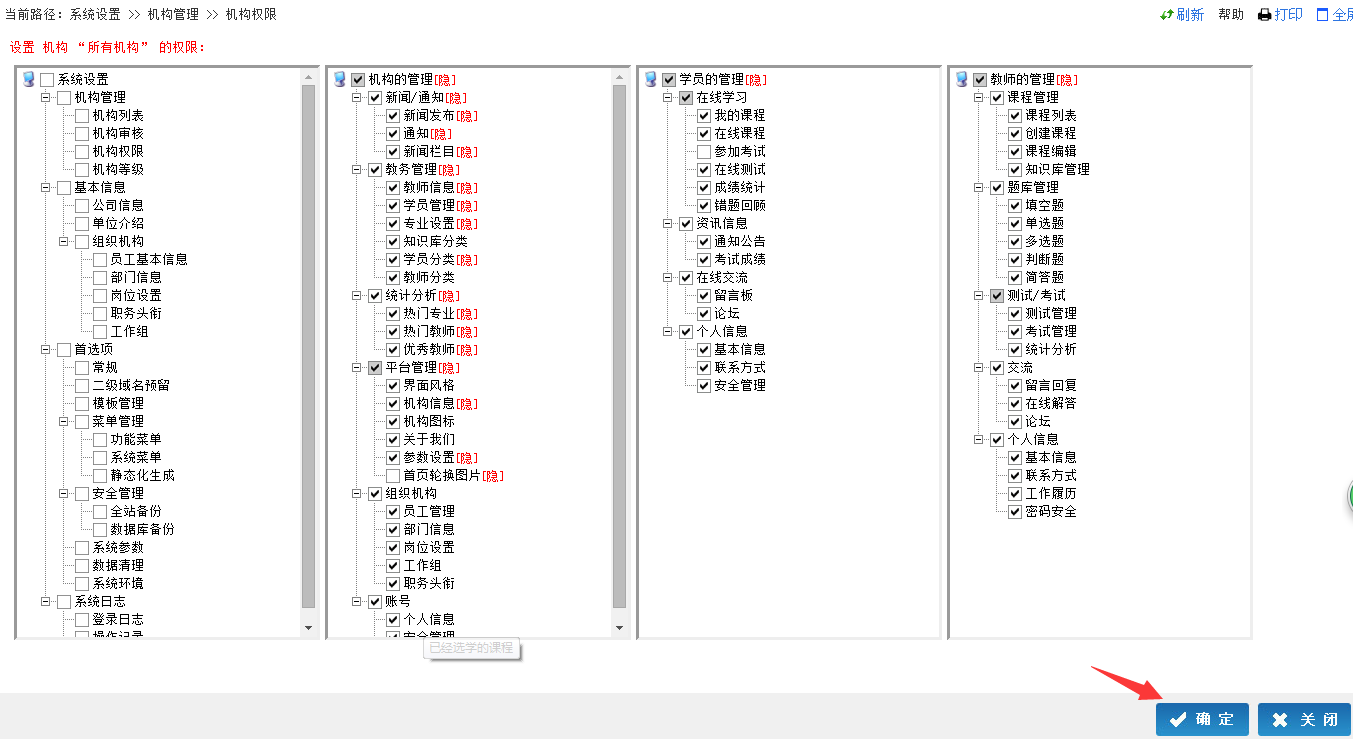 当前路径：系统设置 >> 机构管理 >> 机构权限
刷新 帮助 打印 全屏
设置 机构 “所有机构” 的权限：
系统设置
机构管理
机构列表
机构审核
机构权限
机构等级
基本信息
公司信息
单位介绍
组织机构
员工基本信息
部门信息
岗位设置
职务头衔
工作组
首选项
常规
二级域名预留
模板管理
菜单管理
功能菜单
系统菜单
静态化生成
安全管理
全站备份
数据库备份
系统参数
数据清理
系统环境
系统日志
登录日志
操作记录
机构的管理[隐]
新闻/通知[隐]
新闻发布[隐]
通知[隐]
新闻栏目[隐]
教务管理[隐]
教师信息[隐]
学员管理[隐]
专业设置[隐]
知识库分类
学员分类[隐]
教师分类
统计分析[隐]
热门专业[隐]
热门教师[隐]
优秀教师[隐]
平台管理[隐]
界面风格
机构信息[隐]
机构图标
关于我们
参数设置[隐]
首页轮换图片[隐]
组织机构
员工管理
部门信息
岗位设置
工作组
职务头衔
账号
个人信息
安全管理
已经选学的课程
学员的管理[隐]
在线学习
我的课程
在线课程
参加考试
在线测试
成绩统计
错题回顾
资讯信息
通知公告
考试成绩
在线交流
留言板
论坛
个人信息
基本信息
联系方式
安全管理
教师的管理[隐]
课程管理
课程列表
创建课程
课程编辑
知识库管理
题库管理
填空题
单选题
多选题
判断题
简答题
测试/考试
测试管理
考试管理
统计分析
交流
留言回复
在线解答
论坛
个人信息
基本信息
联系方式
工作履历
密码安全
确 定
关 闭